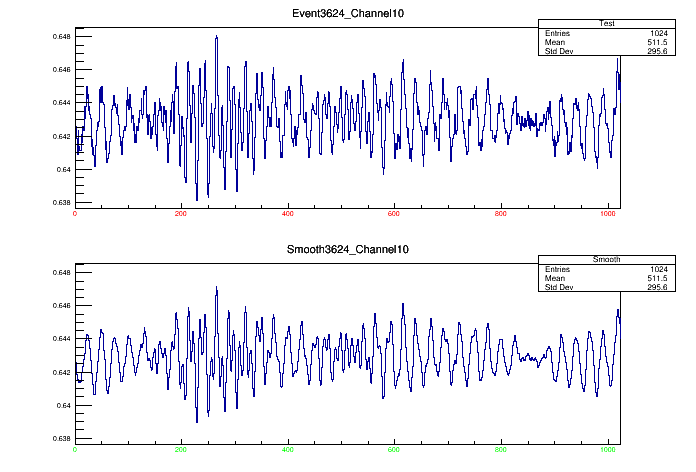 Event3624_Channel10
Test
Entries 1024
Mean 511.5
Std Dev 295.6
0.648
0.646
0.644
0.642
0.64
0.638
0 200 400 600 800 1000
Smooth3624_Channel10
Smooth
Entries 1024
Mean 511.5
Std Dev 295.6
0.648
0.646
0.644
0.642
0.64
0.638
0 200 400 600 800 1000